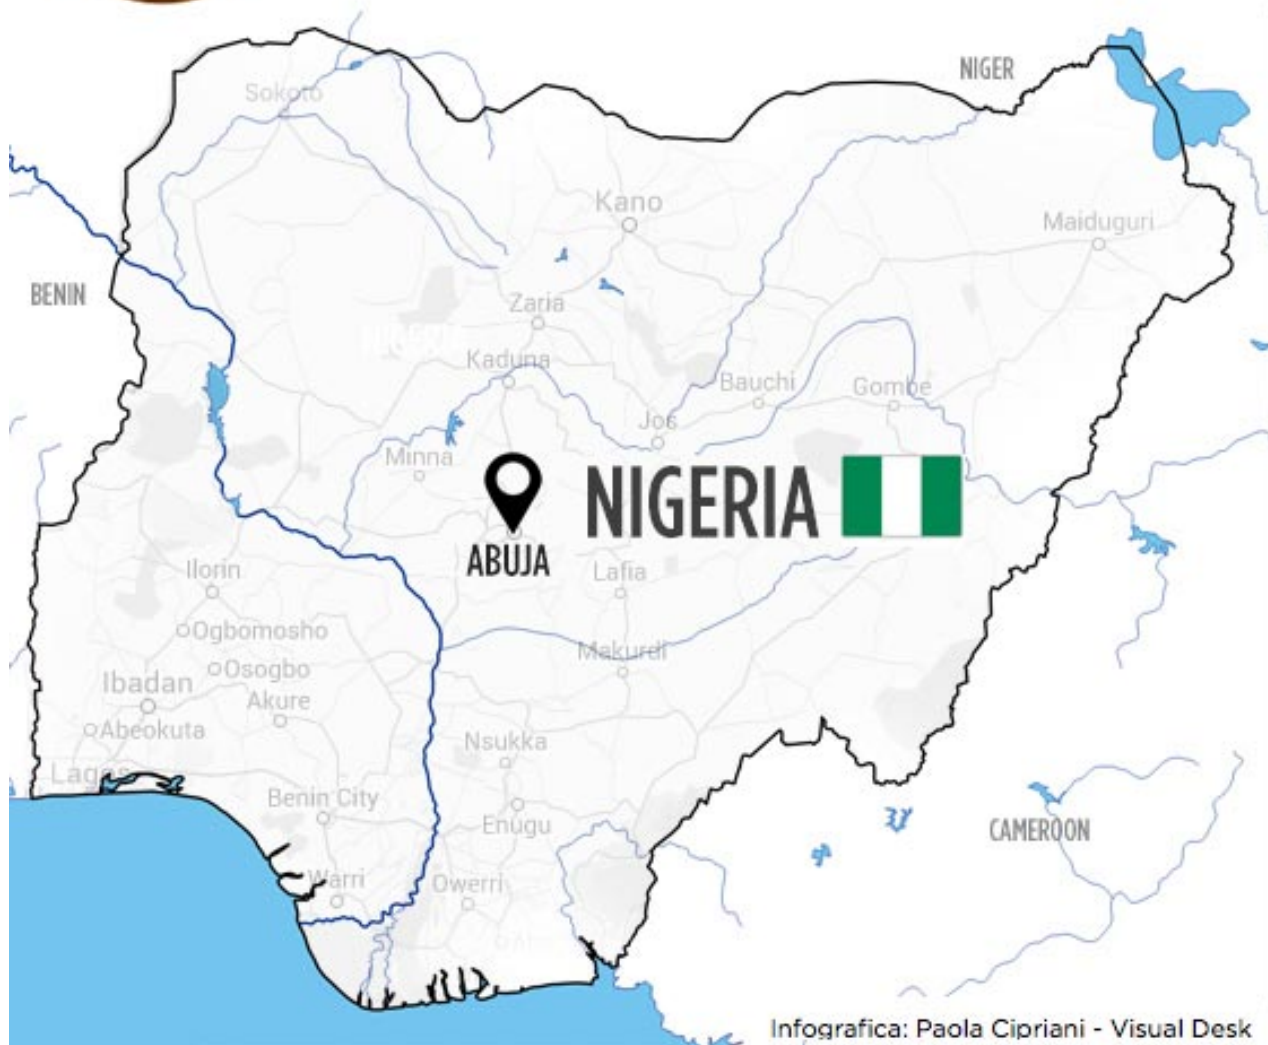 NIGER
Sokoto
Kano
Maiduguri
BENIN
Zaria
Kaduna
Bauchi
Gombe
Jos
Minna
NIGERIA
ABUJA
Ilorin
Lafia
Ogbomosho
Makurdi
Osogbo
Ibadan
Akure
Abeokuta
Nsukka
Lagos
Benin City
Enugu
CAMEROON
Warri
Owerri
Infografica: Paola Cipriani - Visual Desk